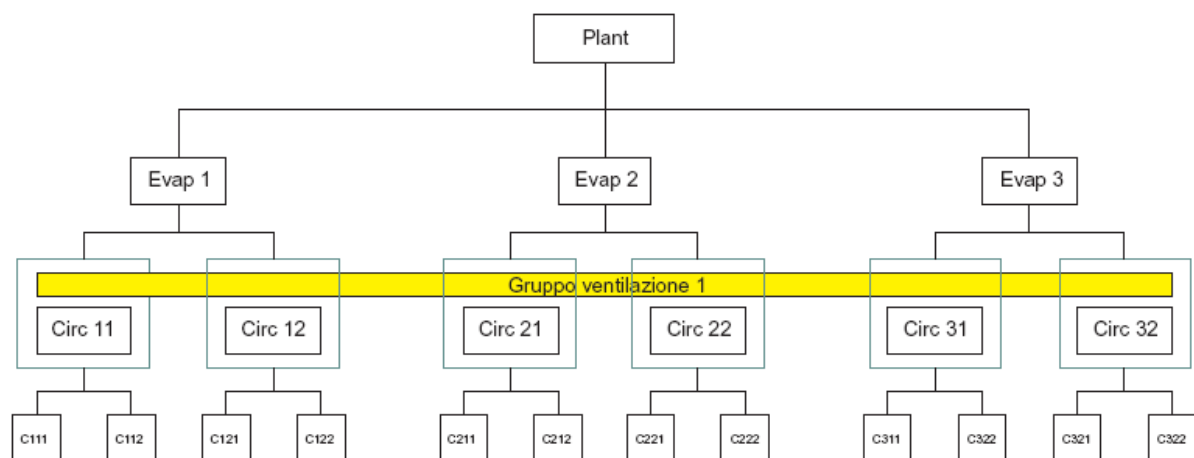 Plant
Evap 1 Evap 2 Evap 3
Gruppo ventilazione 1
Circ 11 Circ 12 Circ 21 Circ 22 Circ 31 Circ 32
C111 C112 C121 C122 C211 C212 C221 C222 C311 C322 C321 C322